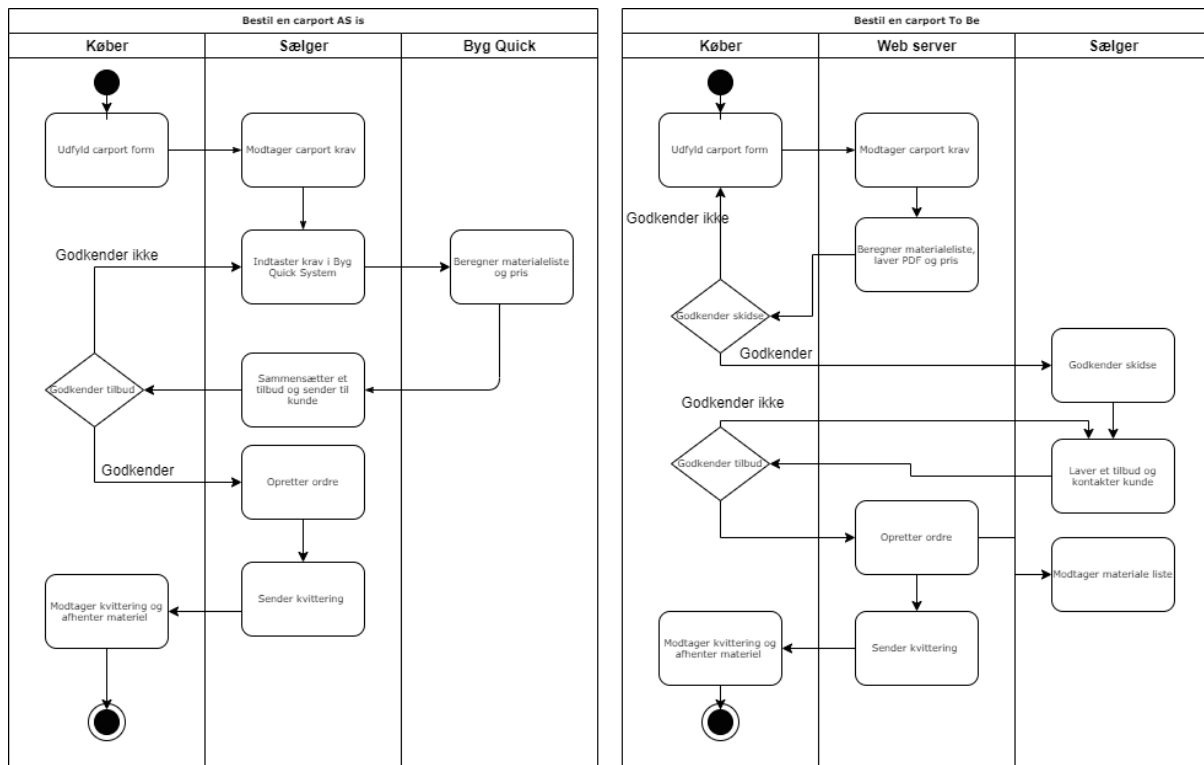 Bestil en carport AS is
Køber
Sælger
Byg Quick
Udfyld carport form
Modtager carport krav
Godkender ikke
Indtaster krav i Byg
Quick System
Beregner materialeliste
og pris
Godkender tilbud
Sammensætter et
tilbud og sender til
kunde
Godkender
Opretter ordre
Sender kvittering
Modtager kvittering og
afhenter materiel
Bestil en carport To Be
Køber
Web server
Sælger
Udfyld carport form
Modtager carport krav
Godkender ikke
Beregner materialeliste,
laver PDF og pris
Godkender skidse
Godkender
Godkender skidse
Godkender ikke
Godkender tilbud
Laver et tilbud og
kontakter kunde
Opretter ordre
Modtager materiale liste
Sender kvittering
Modtager kvittering og
afhenter materiel